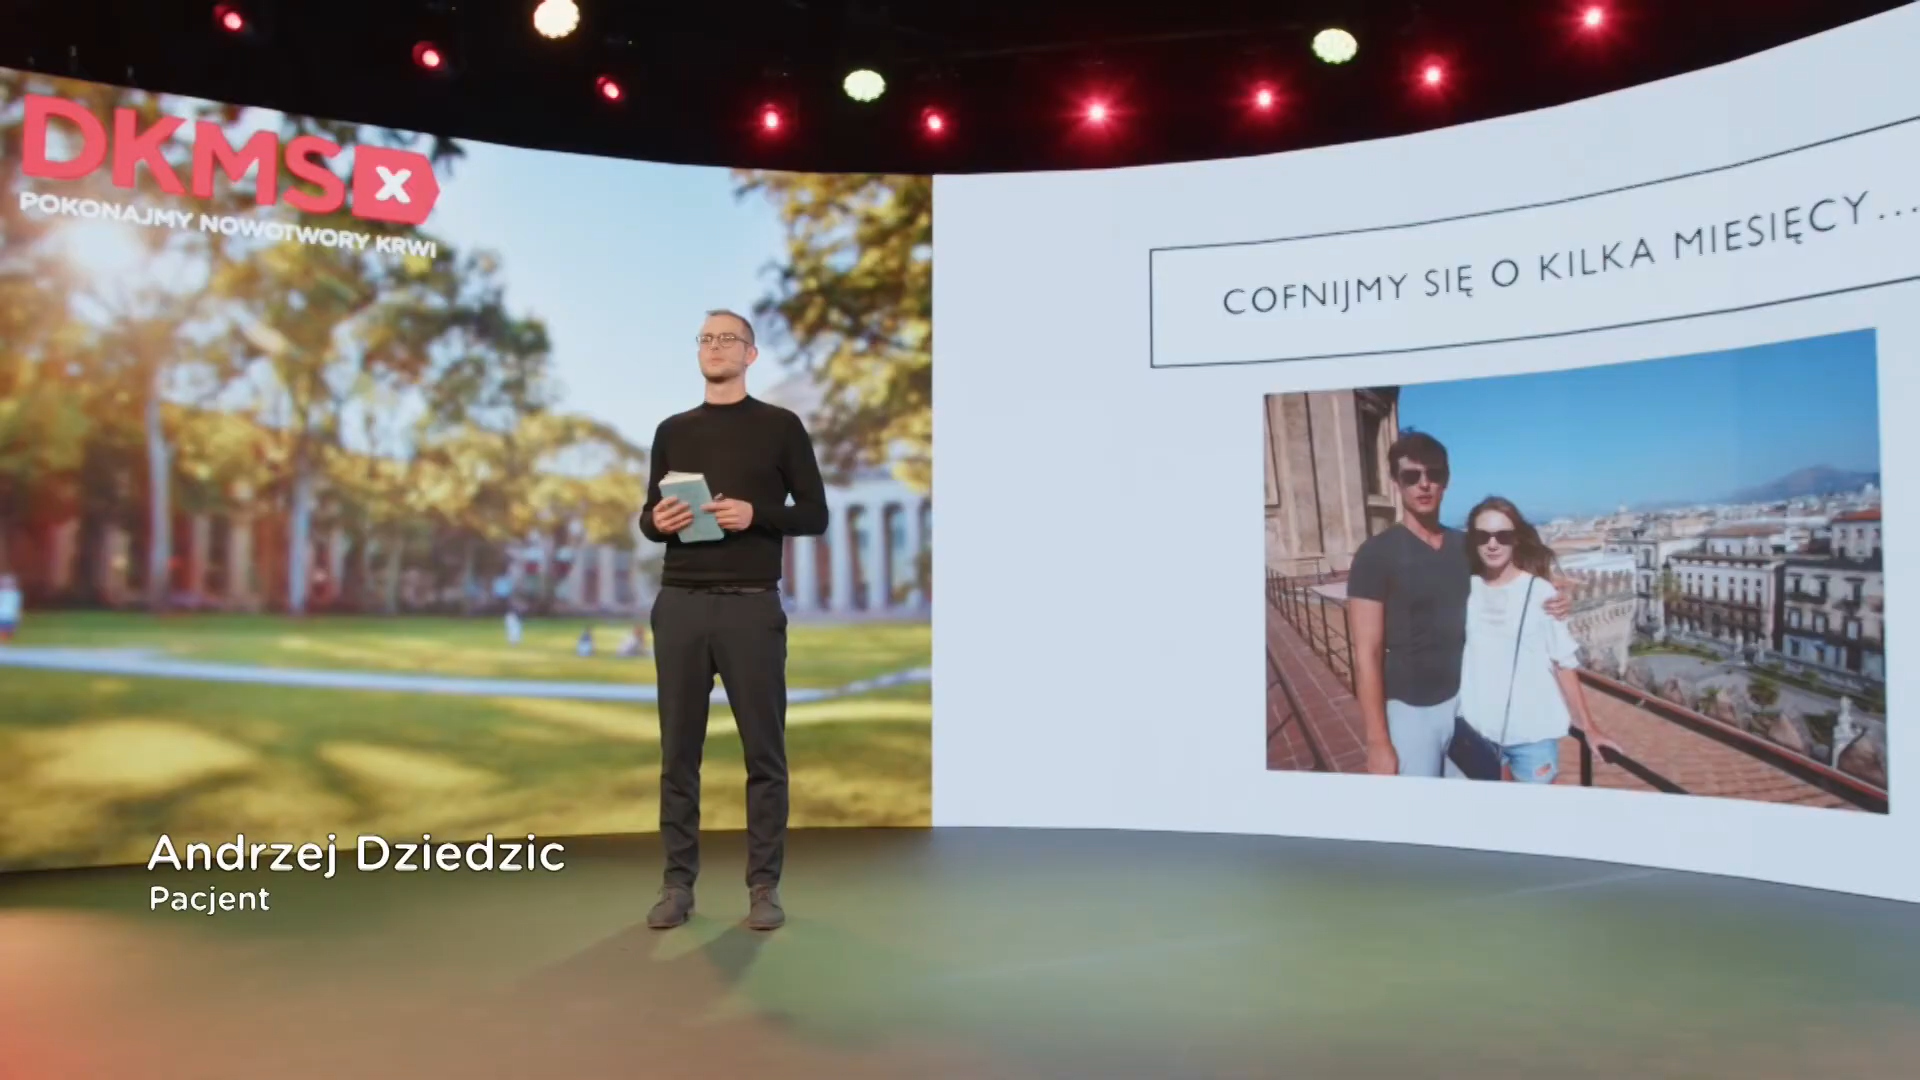 DKMS x
POKONAJMY NOWOTWORY KRWI
COFNIJMY SIĘ O KILKA MIESIĘCY...
Andrzej Dziedzic
Pacjent